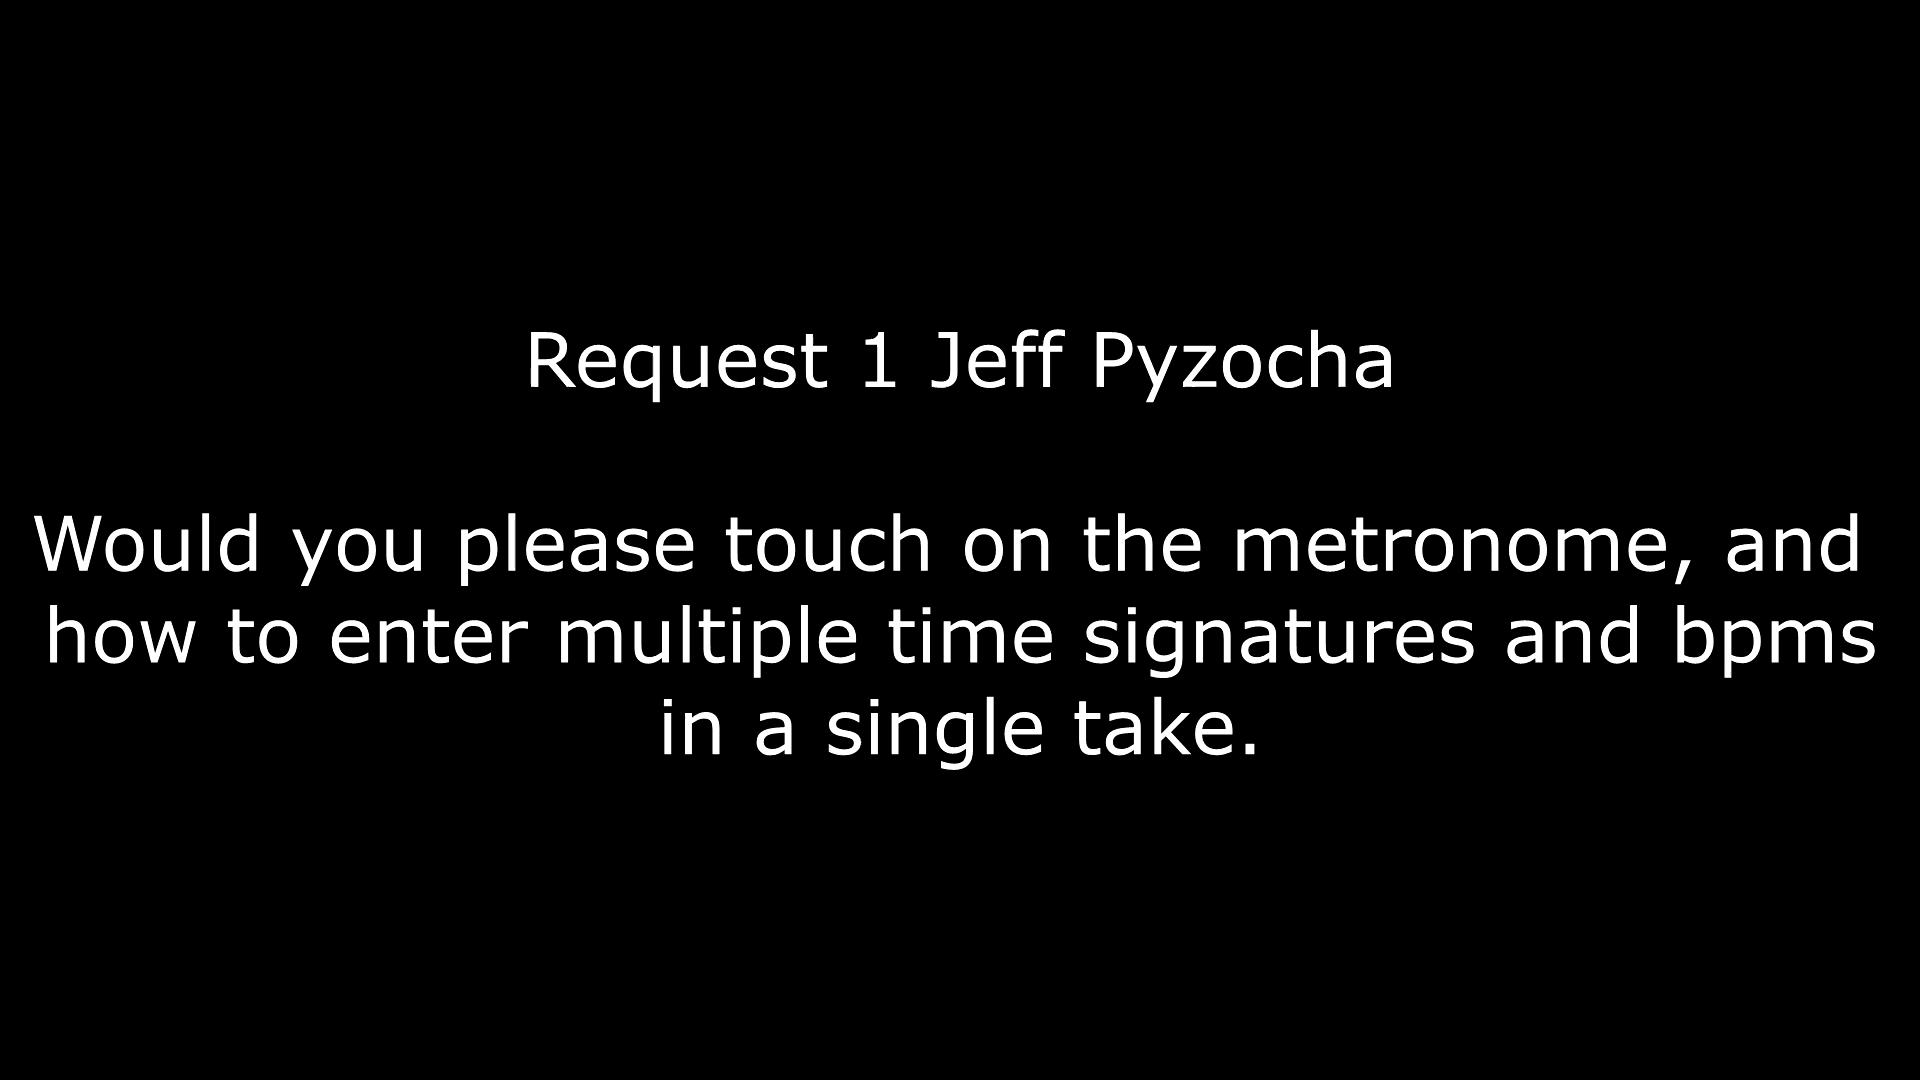 Request 1 Jeff Pyzocha
Would you please touch on the metronome, and
how to enter multiple time signatures and bpms
in a single take.